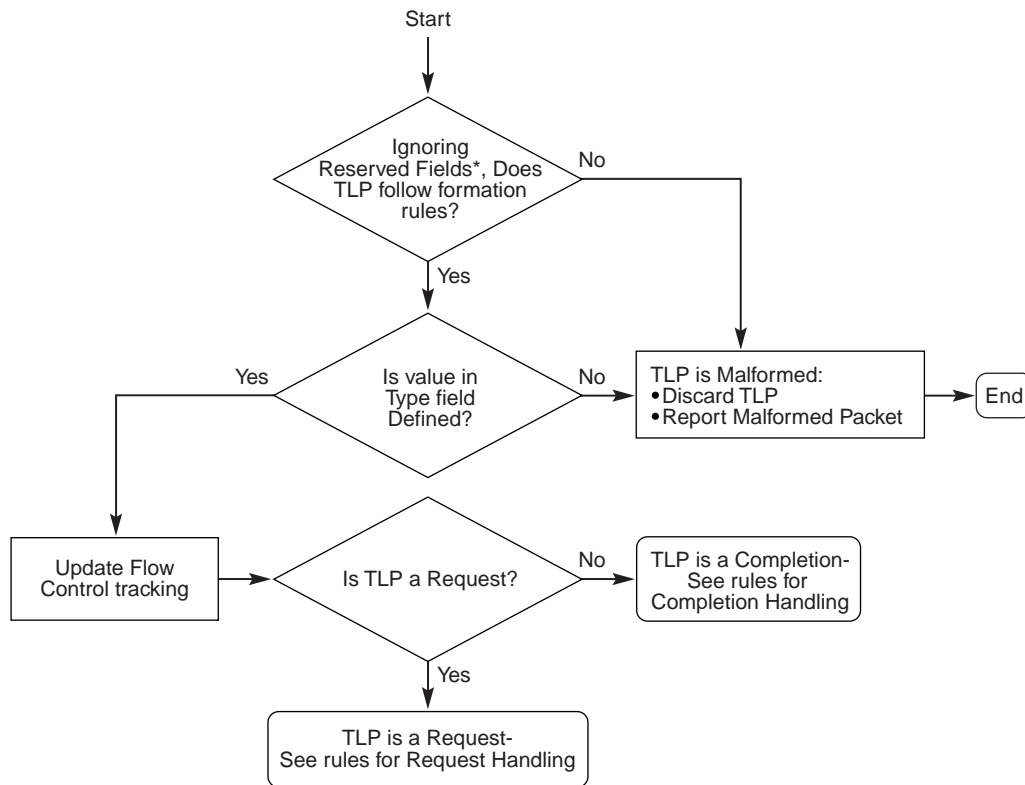 Start
Ignoring
Reserved Fields*, Does
TLP follow formation
rules?
No
Yes
Is value in
Type field
Defined?
Yes
No
TLP is Malformed:
•Discard TLP
•Report Malformed Packet
End
Update Flow
Control tracking
Is TLP a Request?
No
TLP is a Completion-
See rules for
Completion Handling
Yes
TLP is a Request-
See rules for Request Handling